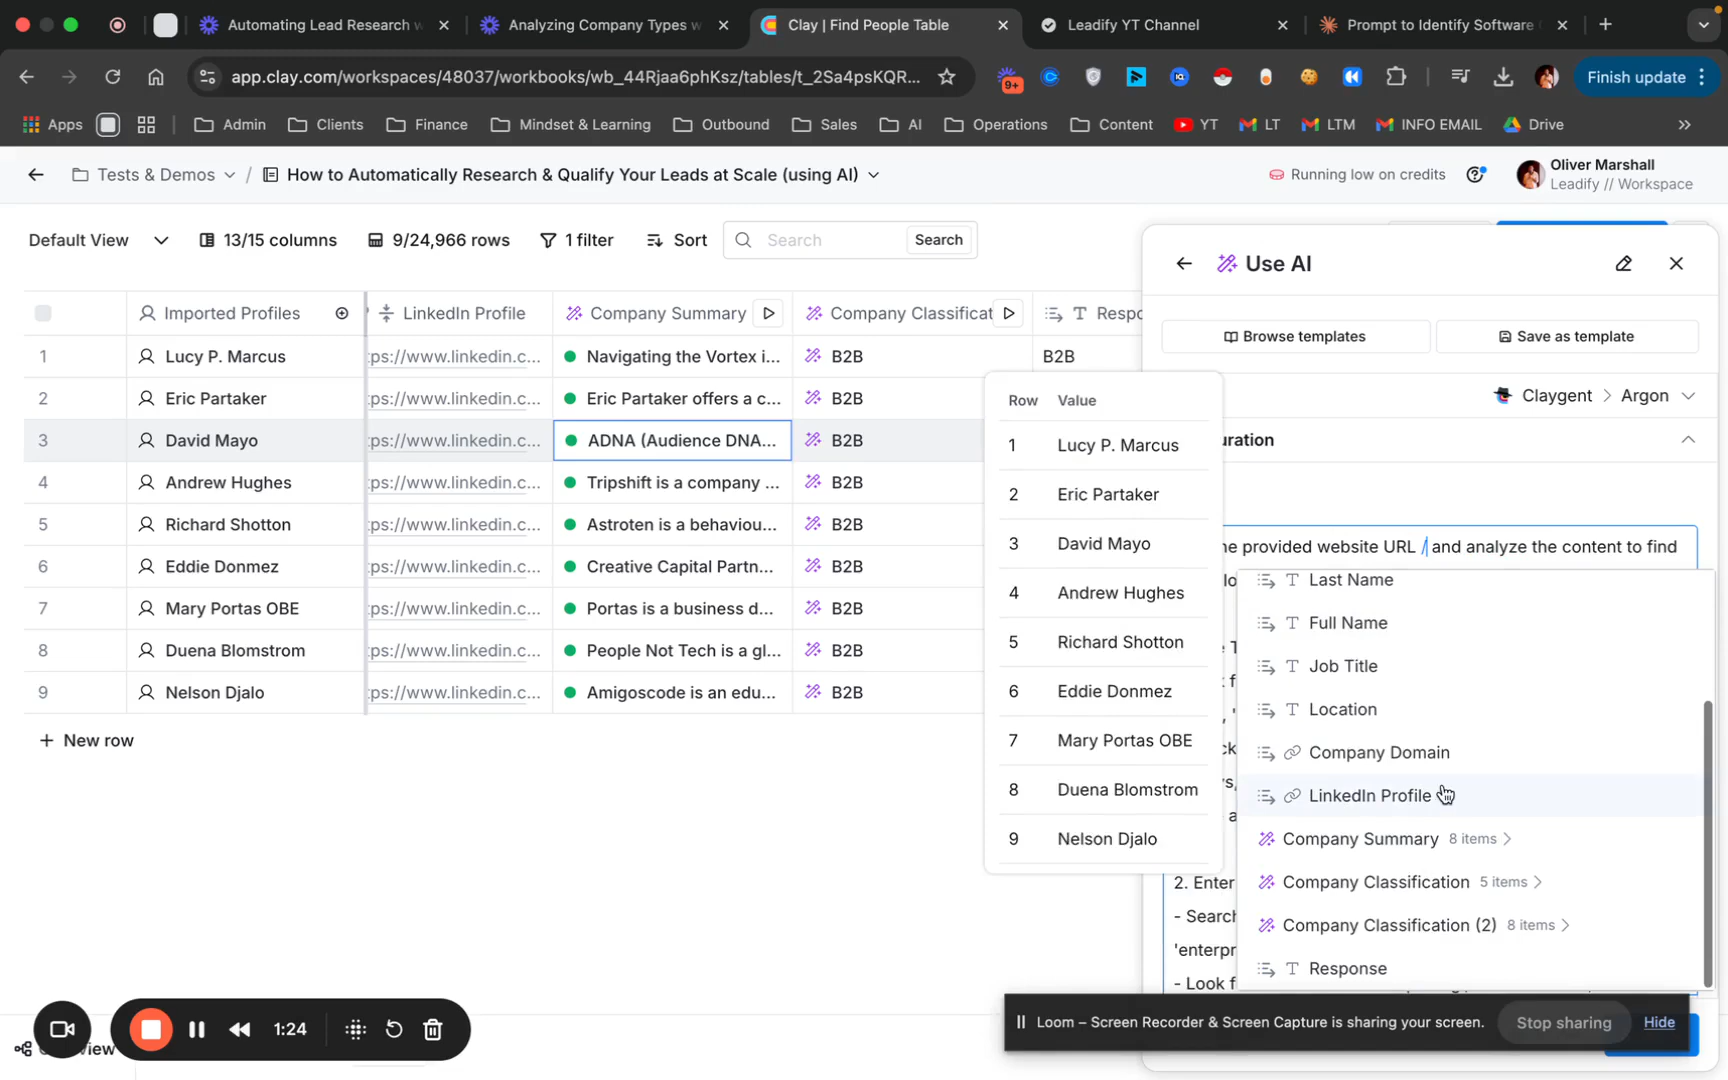 Automating Lead Research w
Analyzing Company Types w
Clay | Find People Table
Leadify YT Channel
Prompt to Identify Software
app.clay.com/workspaces/48037/workbooks/wb_44Rjaa6phKsz/tables/t_2Sa4psKQR...
9+
Finish update
Apps
Admin
Clients
Finance
Mindset & Learning
Outbound
Sales
AI
Operations
Content
YT
LT
LTM
INFO EMAIL
Drive
Tests & Demos
/
How to Automatically Research & Qualify Your Leads at Scale (using AI)
Running low on credits
Oliver Marshall
Leadify // Workspace
Default View
13/15 columns
9/24,966 rows
1 filter
Sort
Search
Search
Use AI
Browse templates
Save as template
Claygent > Argon
uration
Imported Profiles
LinkedIn Profile
Company Summary
Company Classificat
Respo
1 Lucy P. Marcus tps://www.linkedin.c... Navigating the Vortex i... B2B B2B
2 Eric Partaker tps://www.linkedin.c... Eric Partaker offers a c... B2B
3 David Mayo tps://www.linkedin.c... ADNA (Audience DNA... B2B
4 Andrew Hughes tps://www.linkedin.c... Tripshift is a company ... B2B
5 Richard Shotton tps://www.linkedin.c... Astroten is a behaviou... B2B
6 Eddie Donmez tps://www.linkedin.c... Creative Capital Partn... B2B
7 Mary Portas OBE tps://www.linkedin.c... Portas is a business d... B2B
8 Duena Blomstrom tps://www.linkedin.c... People Not Tech is a gl... B2B
9 Nelson Djalo tps://www.linkedin.c... Amigoscode is an edu... B2B
+ New row
Row Value
1 Lucy P. Marcus
2 Eric Partaker
3 David Mayo
4 Andrew Hughes
5 Richard Shotton
6 Eddie Donmez
7 Mary Portas OBE
8 Duena Blomstrom
9 Nelson Djalo
ne provided website URL / and analyze the content to find
Last Name
Full Name
Job Title
Location
Company Domain
LinkedIn Profile
Company Summary 8 items
Company Classification 5 items
Company Classification (2) 8 items
Response
2. Enter
- Search
'enterpr
- Look f
1:24
view
Loom – Screen Recorder & Screen Capture is sharing your screen.
Stop sharing
Hide